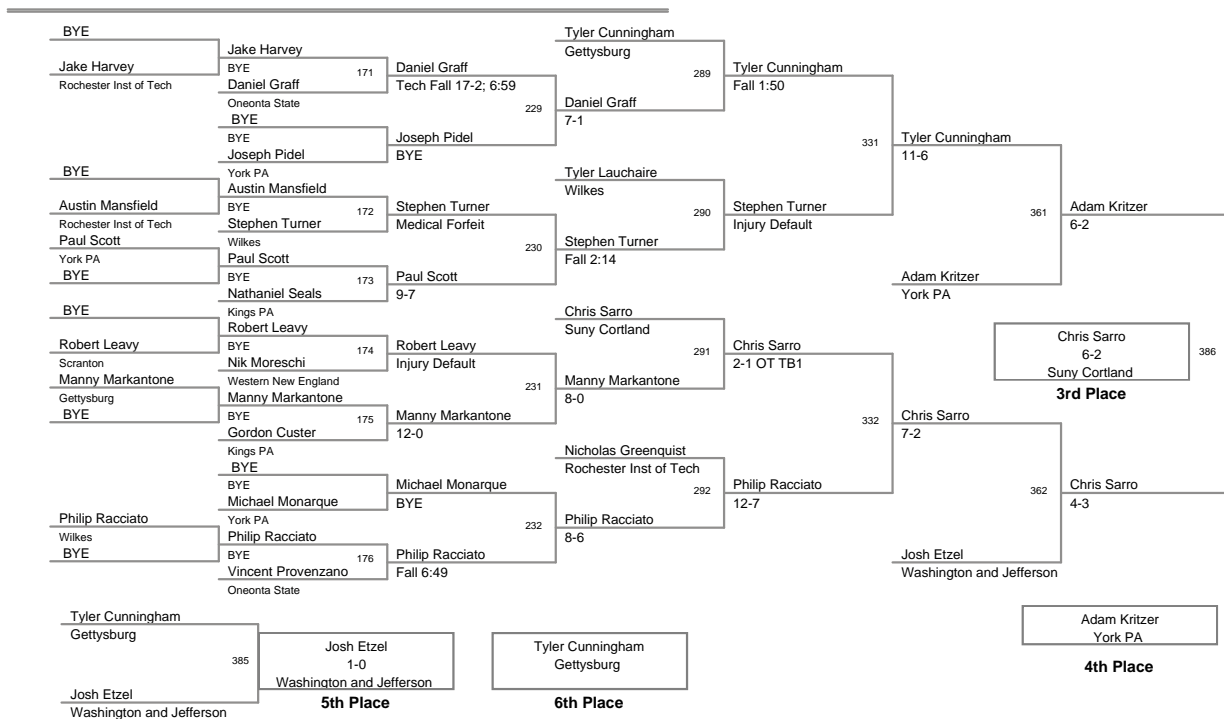 BYE
Jake Harvey
Rochester Inst of Tech
BYE
Austin Mansfield
Rochester Inst of Tech
Paul Scott
York PA
BYE
BYE
Robert Leavy
Scranton
Manny Markantone
Gettysburg
BYE
Philip Racciato
Wilkes
BYE
Jake Harvey
BYE
171
Daniel Graff
Oneonta State
BYE
BYE
Joseph Pidel
York PA
Austin Mansfield
BYE
172
Stephen Turner
Wilkes
Paul Scott
BYE
173
Nathaniel Seals
Kings PA
Robert Leavy
BYE
174
Nik Moreschi
Western New England
Manny Markantone
BYE
175
Gordon Custer
Kings PA
BYE
BYE
Michael Monarque
York PA
Philip Racciato
BYE
176
Vincent Provenzano
Oneonta State
Daniel Graff
Tech Fall 17-2; 6:59
229
Joseph Pidel
BYE
Stephen Turner
Medical Forfeit
230
Paul Scott
9-7
Robert Leavy
Injury Default
231
Manny Markantone
12-0
Michael Monarque
BYE
232
Philip Racciato
Fall 6:49
Tyler Cunningham
Gettysburg
289
Daniel Graff
7-1
Tyler Lauchaire
Wilkes
290
Stephen Turner
Fall 2:14
Chris Sarro
Suny Cortland
291
Manny Markantone
8-0
Nicholas Greenquist
Rochester Inst of Tech
292
Philip Racciato
8-6
Tyler Cunningham
Fall 1:50
331
Stephen Turner
Injury Default
Chris Sarro
2-1 OT TB1
332
Philip Racciato
12-7
Tyler Cunningham
11-6
361
Adam Kritzer
York PA
Chris Sarro
7-2
362
Josh Etzel
Washington and Jefferson
Adam Kritzer
6-2
Chris Sarro
6-2
Suny Cortland
386
3rd Place
Chris Sarro
4-3
Adam Kritzer
York PA
4th Place
Tyler Cunningham
Gettysburg
385
Josh Etzel
Washington and Jefferson
Josh Etzel
1-0
Washington and Jefferson
5th Place
Tyler Cunningham
Gettysburg
6th Place